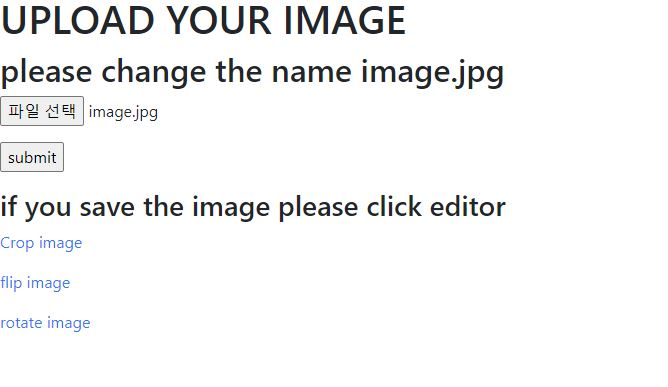 UPLOAD YOUR IMAGE
please change the name image.jpg
파일 선택 image.jpg
submit
if you save the image please click editor
Crop image
flip image
rotate image